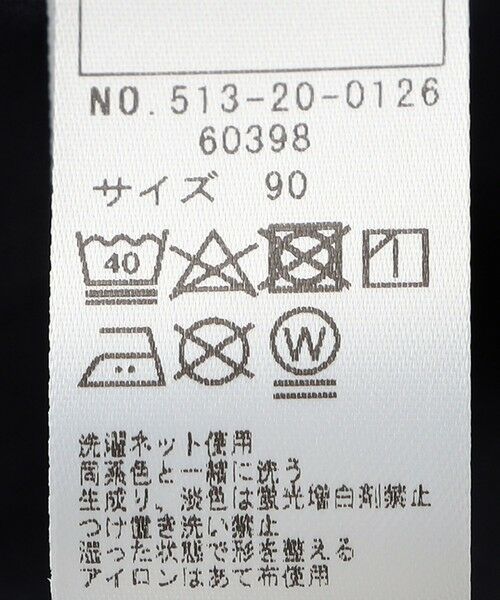 NO. 513-20-0126
60398
サイズ 90
40
W
洗濯ネット使用
同系色と一緒に洗う
生成り、淡色は蛍光増白剤禁止
つけ置き洗い禁止
湿った状態で形を整える
アイロンはあて布使用